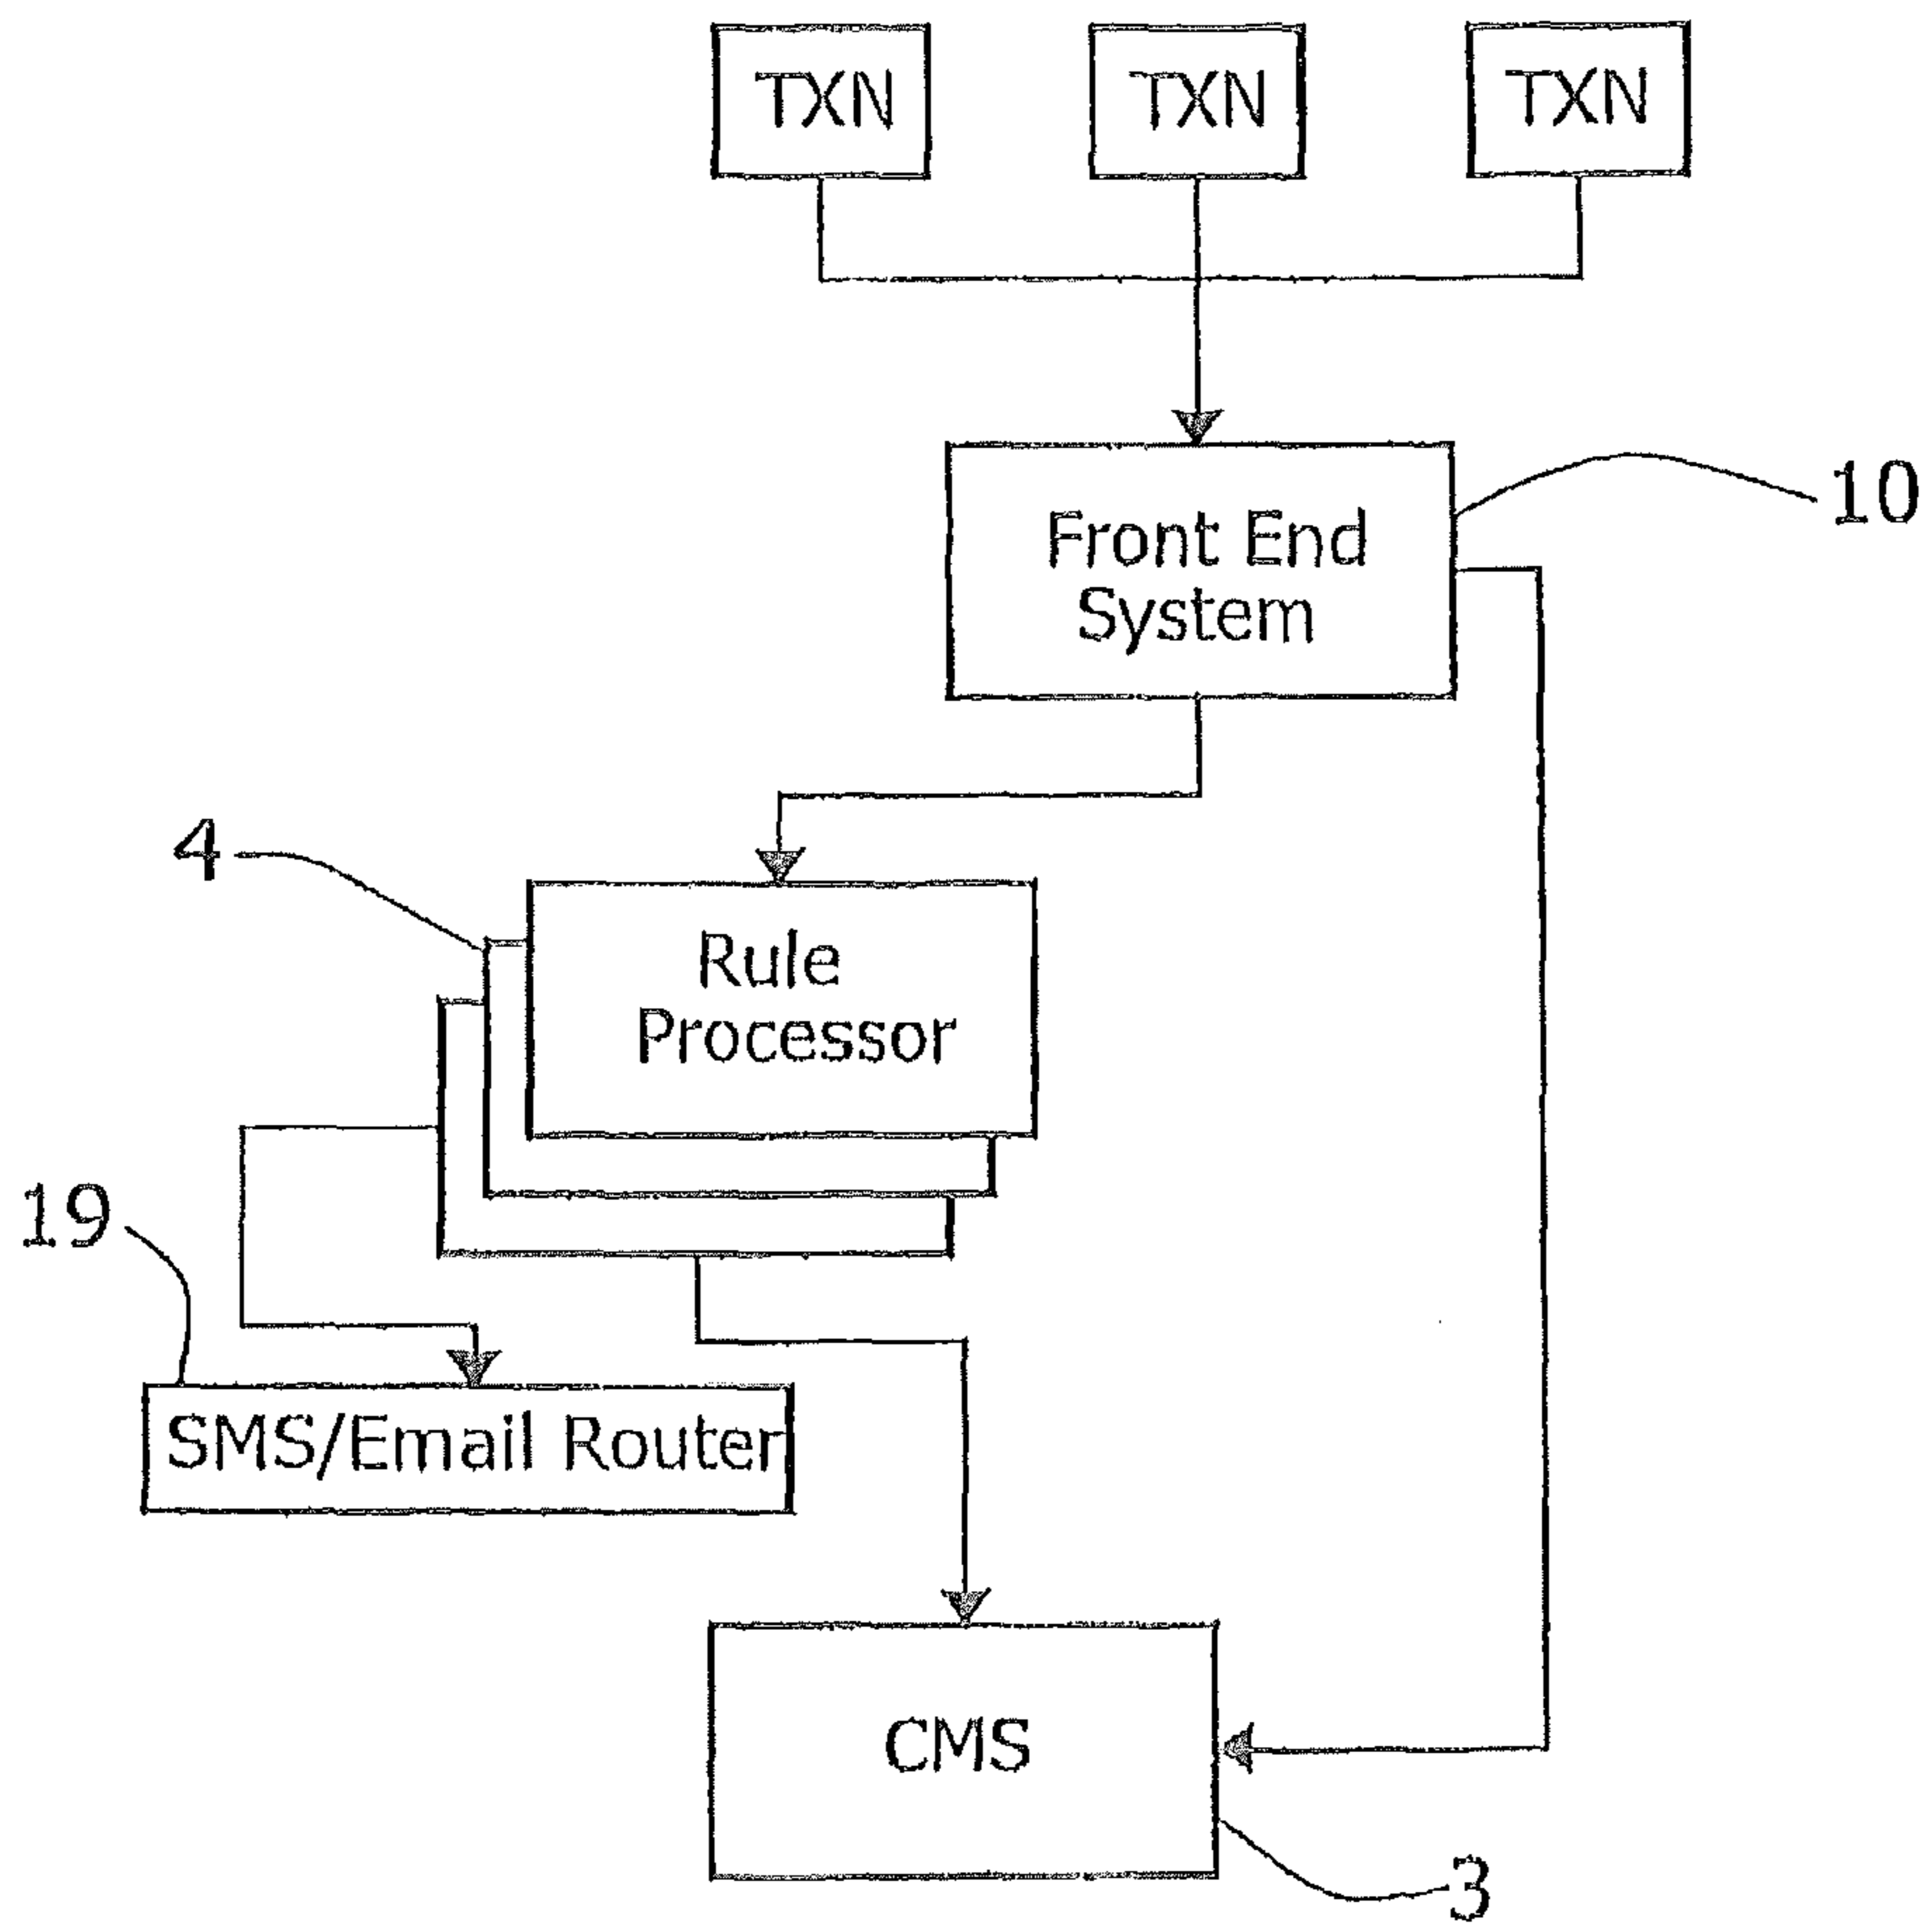 TXN
TXN
TXN
10
Front End
System
4
Rule
Processor
19
SMS/Email Router
CMS
3